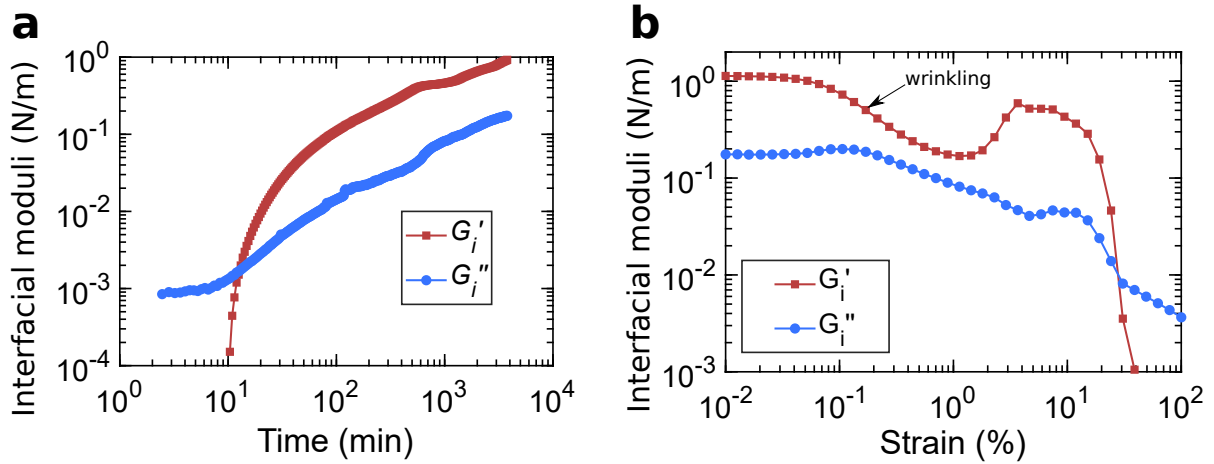 a
Interfacial moduli (N/m)
10^0
10^-1
10^-2
10^-3
10^-4
G_i'
G_i''
10^0 10^1 10^2 10^3 10^4
Time (min)
b
Interfacial moduli (N/m)
10^0
10^-1
10^-2
10^-3
wrinkling
G_i'
G_i''
10^-2 10^-1 10^0 10^1 10^2
Strain (%)